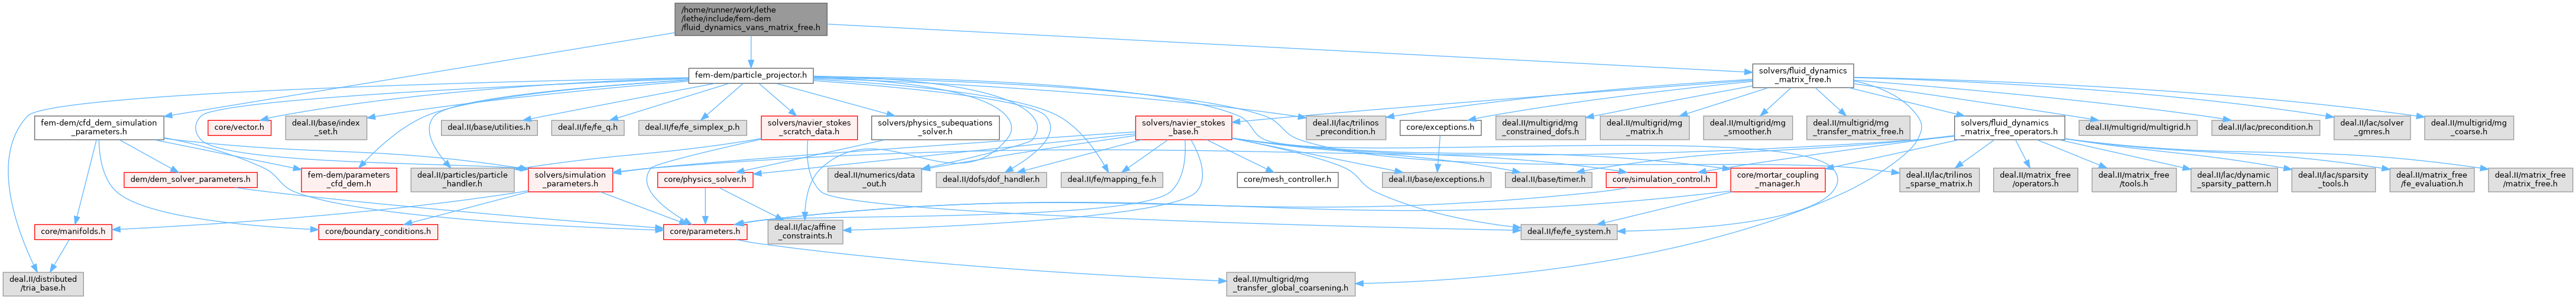 /home/runner/work/lethe
/lethe/include/fem-dem
/fluid_dynamics_vans_matrix_free.h
fem-dem/particle_projector.h
solvers/fluid_dynamics
_matrix_free.h
fem-dem/cfd_dem_simulation
_parameters.h
core/vector.h
deal.II/base/index
_set.h
deal.II/base/utilities.h
deal.II/fe/fe_q.h
deal.II/fe/fe_simplex_p.h
solvers/navier_stokes
_scratch_data.h
solvers/physics_subequations
_solver.h
solvers/navier_stokes
_base.h
deal.II/lac/trilinos
_precondition.h
core/exceptions.h
deal.II/multigrid/mg
_constrained_dofs.h
deal.II/multigrid/mg
_matrix.h
deal.II/multigrid/mg
_smoother.h
deal.II/multigrid/mg
_transfer_matrix_free.h
solvers/fluid_dynamics
_matrix_free_operators.h
deal.II/multigrid/multigrid.h
deal.II/lac/precondition.h
deal.II/lac/solver
_gmres.h
deal.II/multigrid/mg
_coarse.h
dem/dem_solver_parameters.h
fem-dem/parameters
_cfd_dem.h
deal.II/particles/particle
_handler.h
solvers/simulation
_parameters.h
core/physics_solver.h
deal.II/numerics/data
_out.h
deal.II/dofs/dof_handler.h
deal.II/fe/mapping_fe.h
core/mesh_controller.h
deal.II/base/exceptions.h
deal.II/base/timer.h
core/simulation_control.h
core/mortar_coupling
_manager.h
deal.II/lac/trilinos
_sparse_matrix.h
deal.II/matrix_free
/operators.h
deal.II/matrix_free
/tools.h
deal.II/lac/dynamic
_sparsity_pattern.h
deal.II/lac/sparsity
_tools.h
deal.II/matrix_free
/fe_evaluation.h
deal.II/matrix_free
/matrix_free.h
core/manifolds.h
core/boundary_conditions.h
core/parameters.h
deal.II/lac/affine
_constraints.h
deal.II/fe/fe_system.h
deal.II/distributed
/tria_base.h
deal.II/multigrid/mg
_transfer_global_coarsening.h